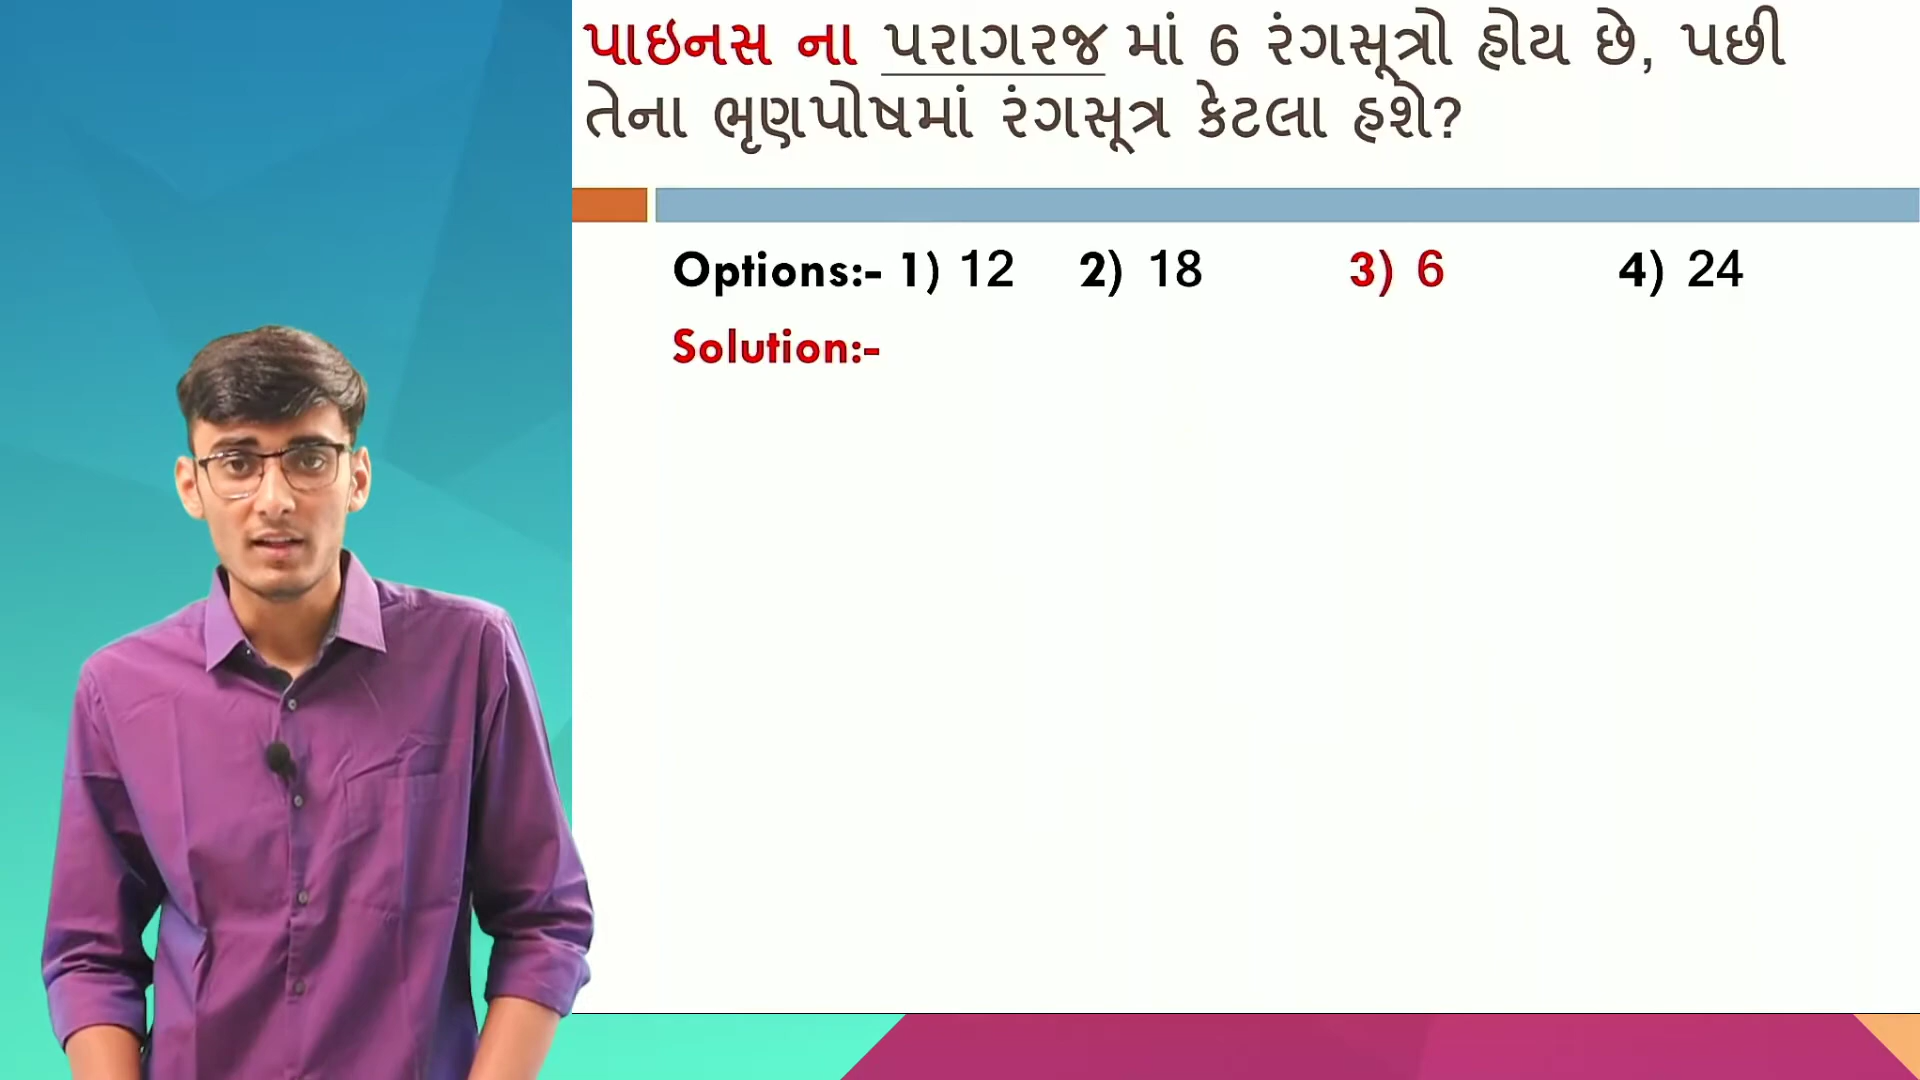 પાઇનસ ના પરાગરજ માં 6 રંગસૂત્રો હોય છે, પછી
તેના ભૃણપોષમાં રંગસૂત્ર કેટલા હશે?
Options:- 1) 12 2) 18 3) 6 4) 24
Solution:-